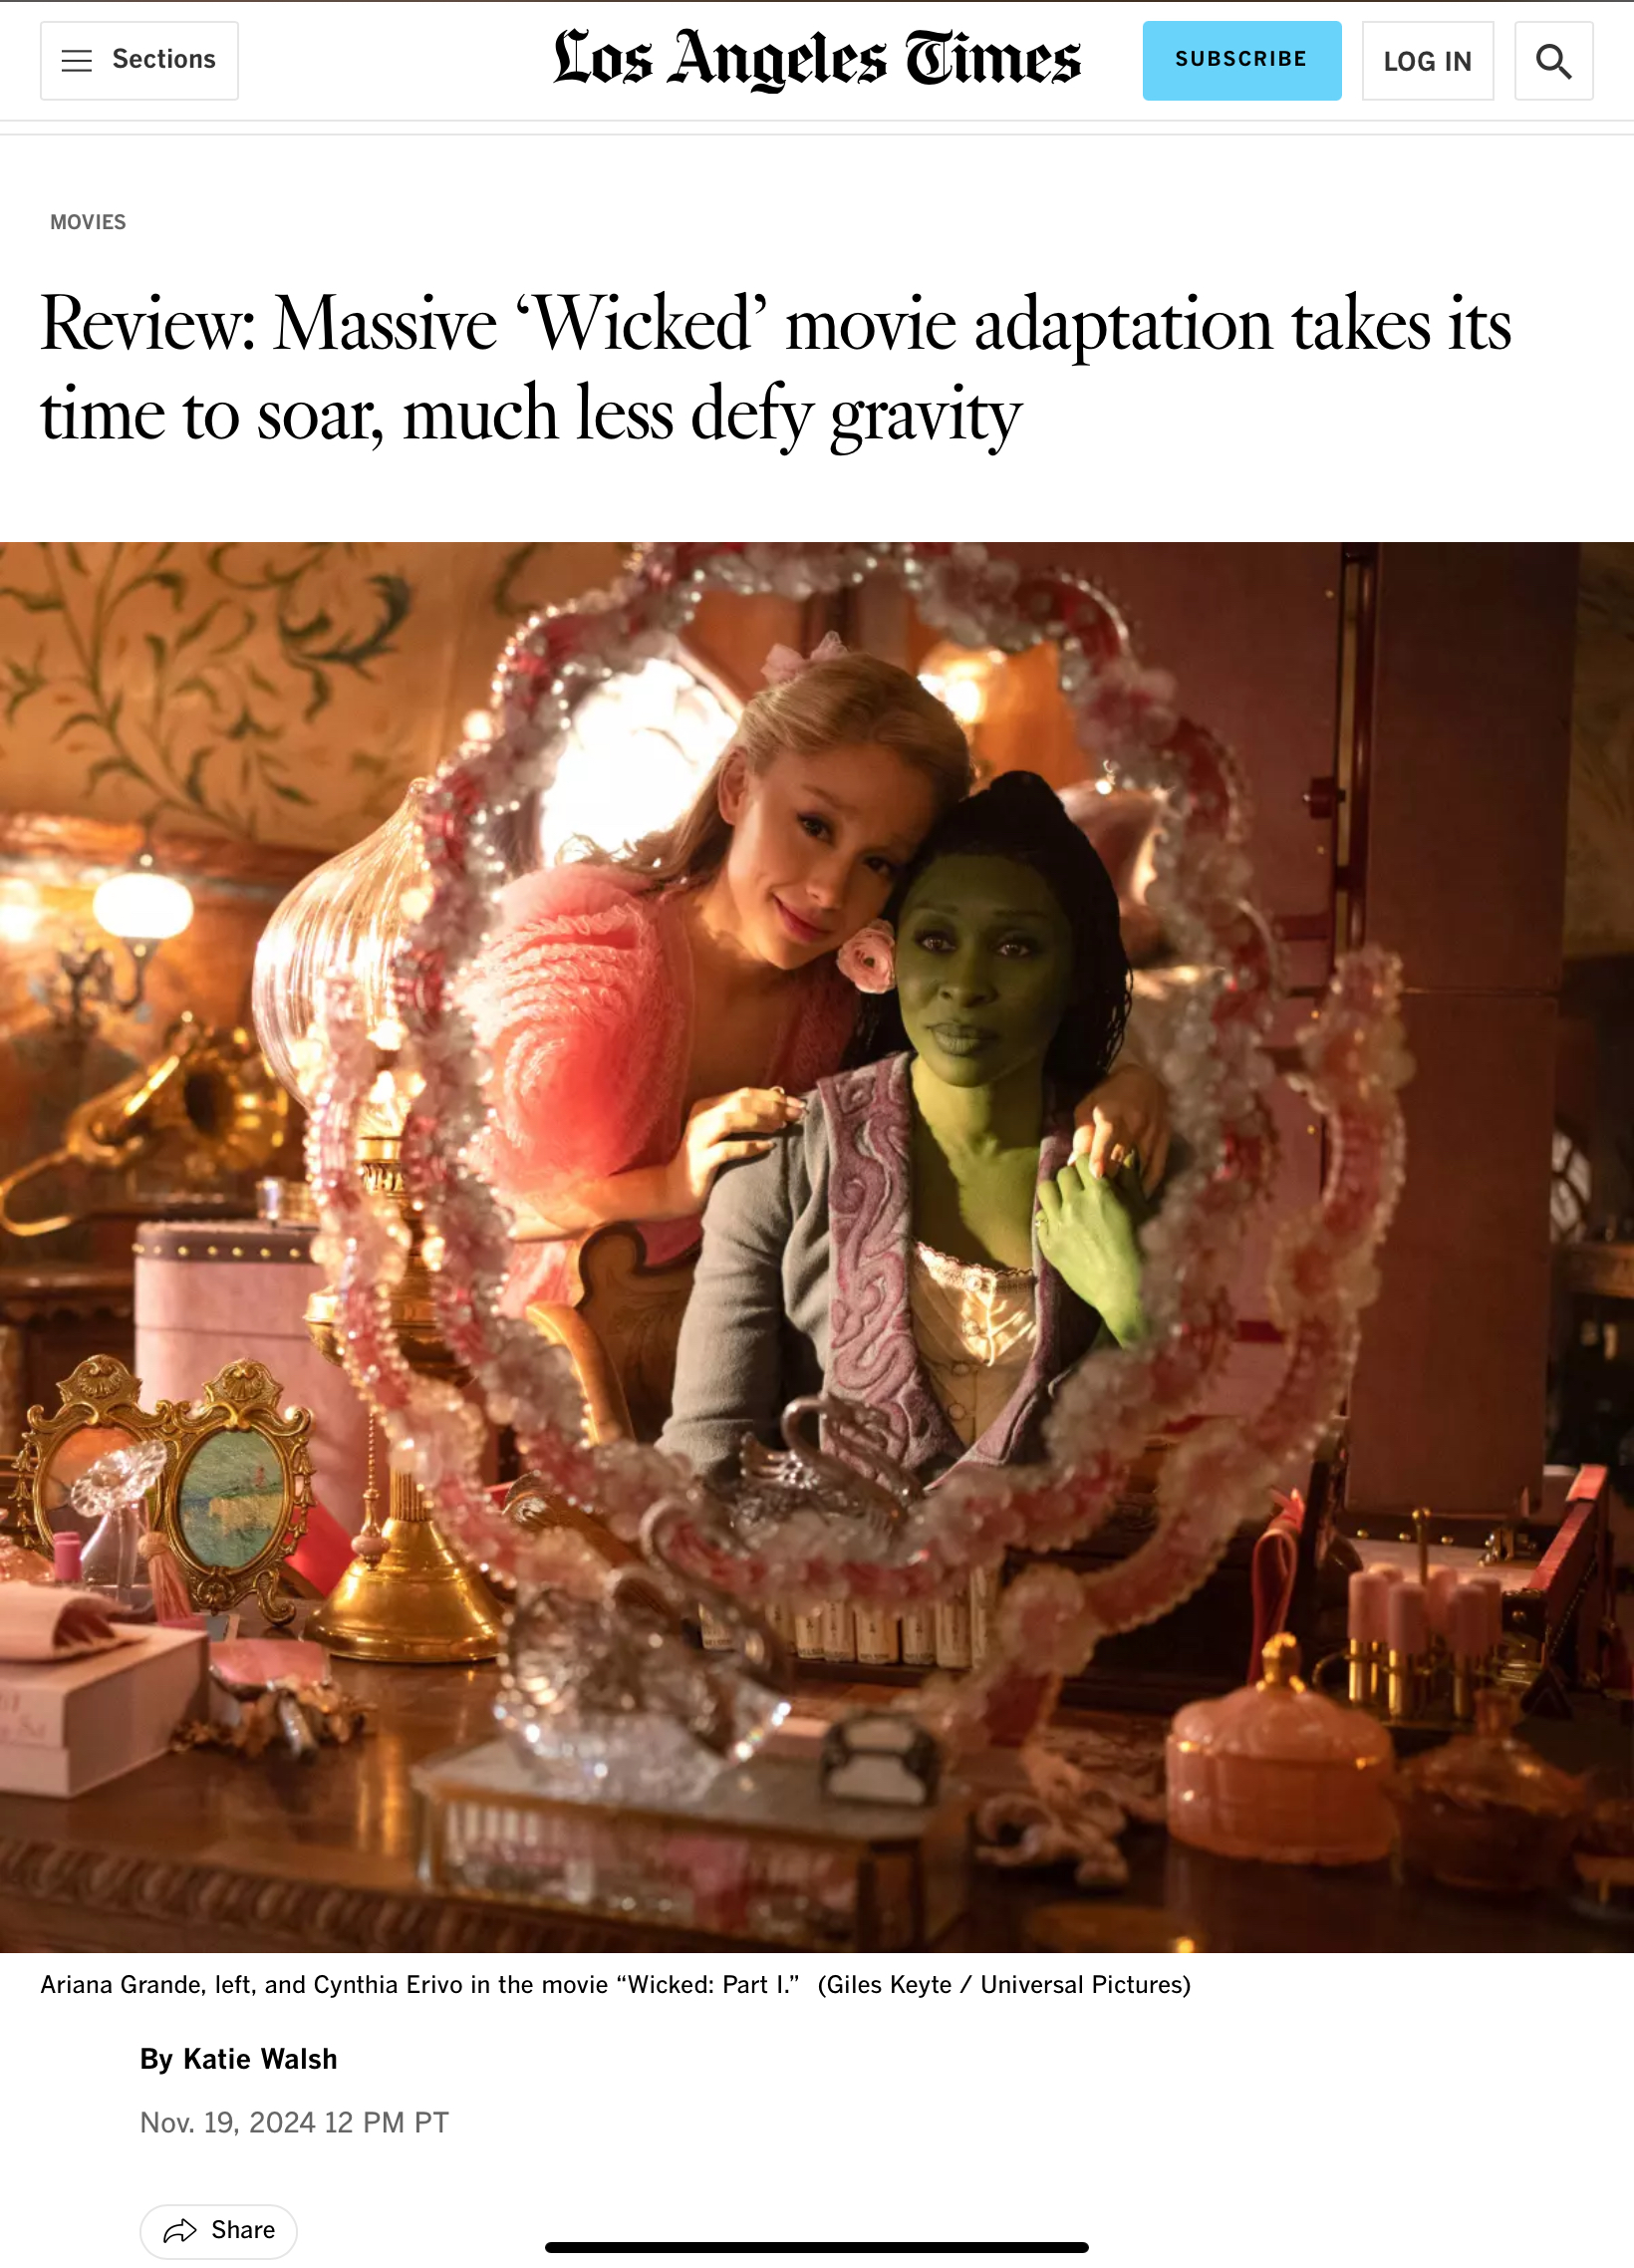 Sections
Los Angeles Times
SUBSCRIBE
LOG IN
MOVIES
Review: Massive ‘Wicked’ movie adaptation takes its
time to soar, much less defy gravity
Ariana Grande, left, and Cynthia Erivo in the movie “Wicked: Part I.” (Giles Keyte / Universal Pictures)
By Katie Walsh
Nov. 19, 2024 12 PM PT
Share